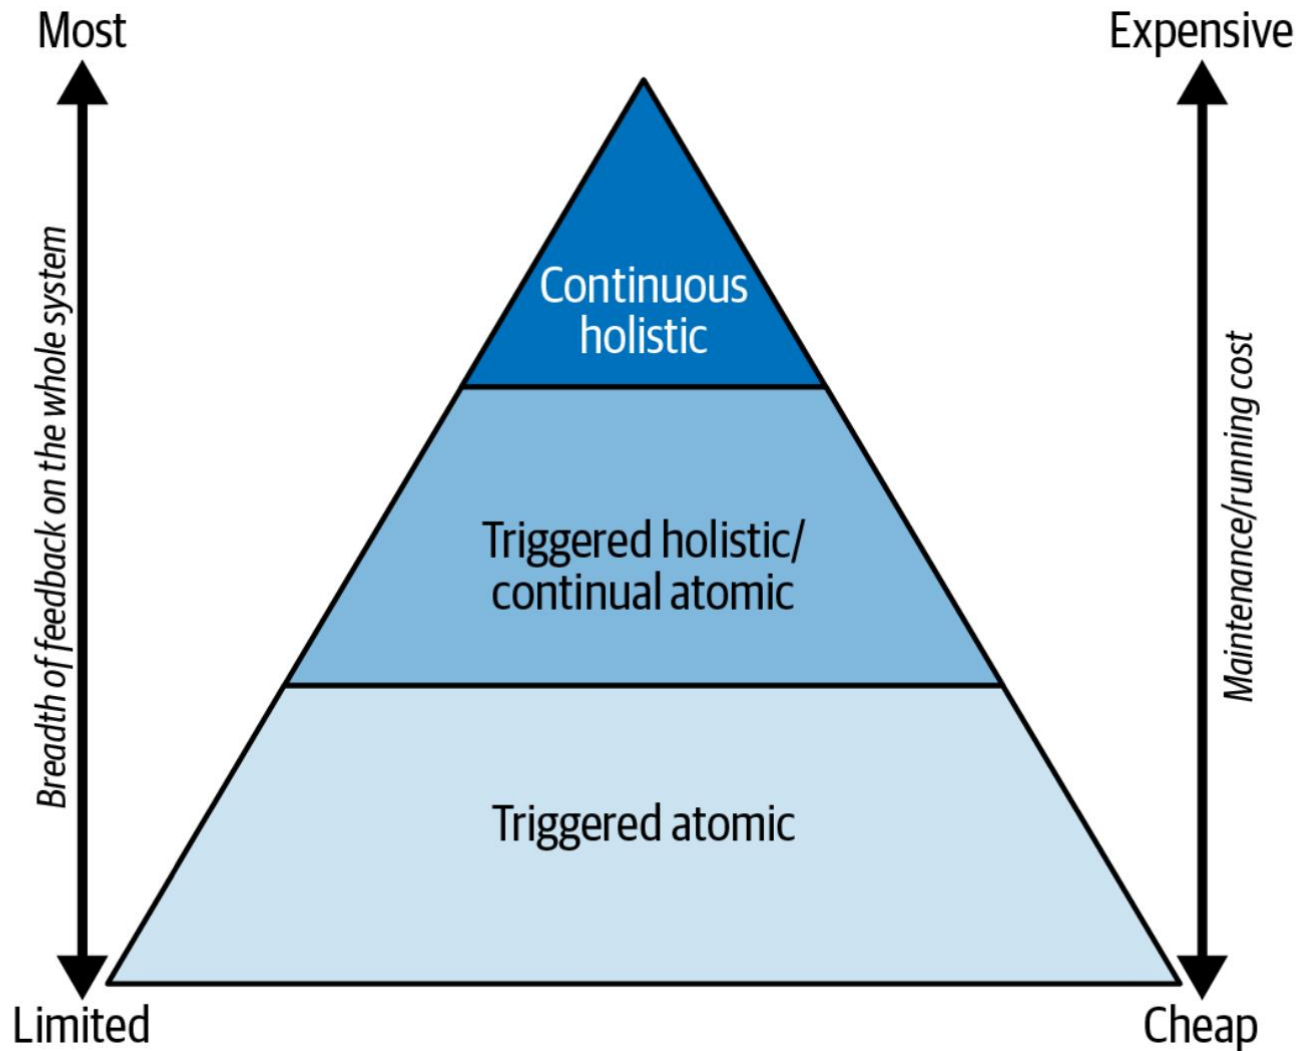 Most
Expensive
Breadth of feedback on the whole system
Continuous
holistic
Triggered holistic/
continual atomic
Triggered atomic
Maintenance/running cost
Limited
Cheap